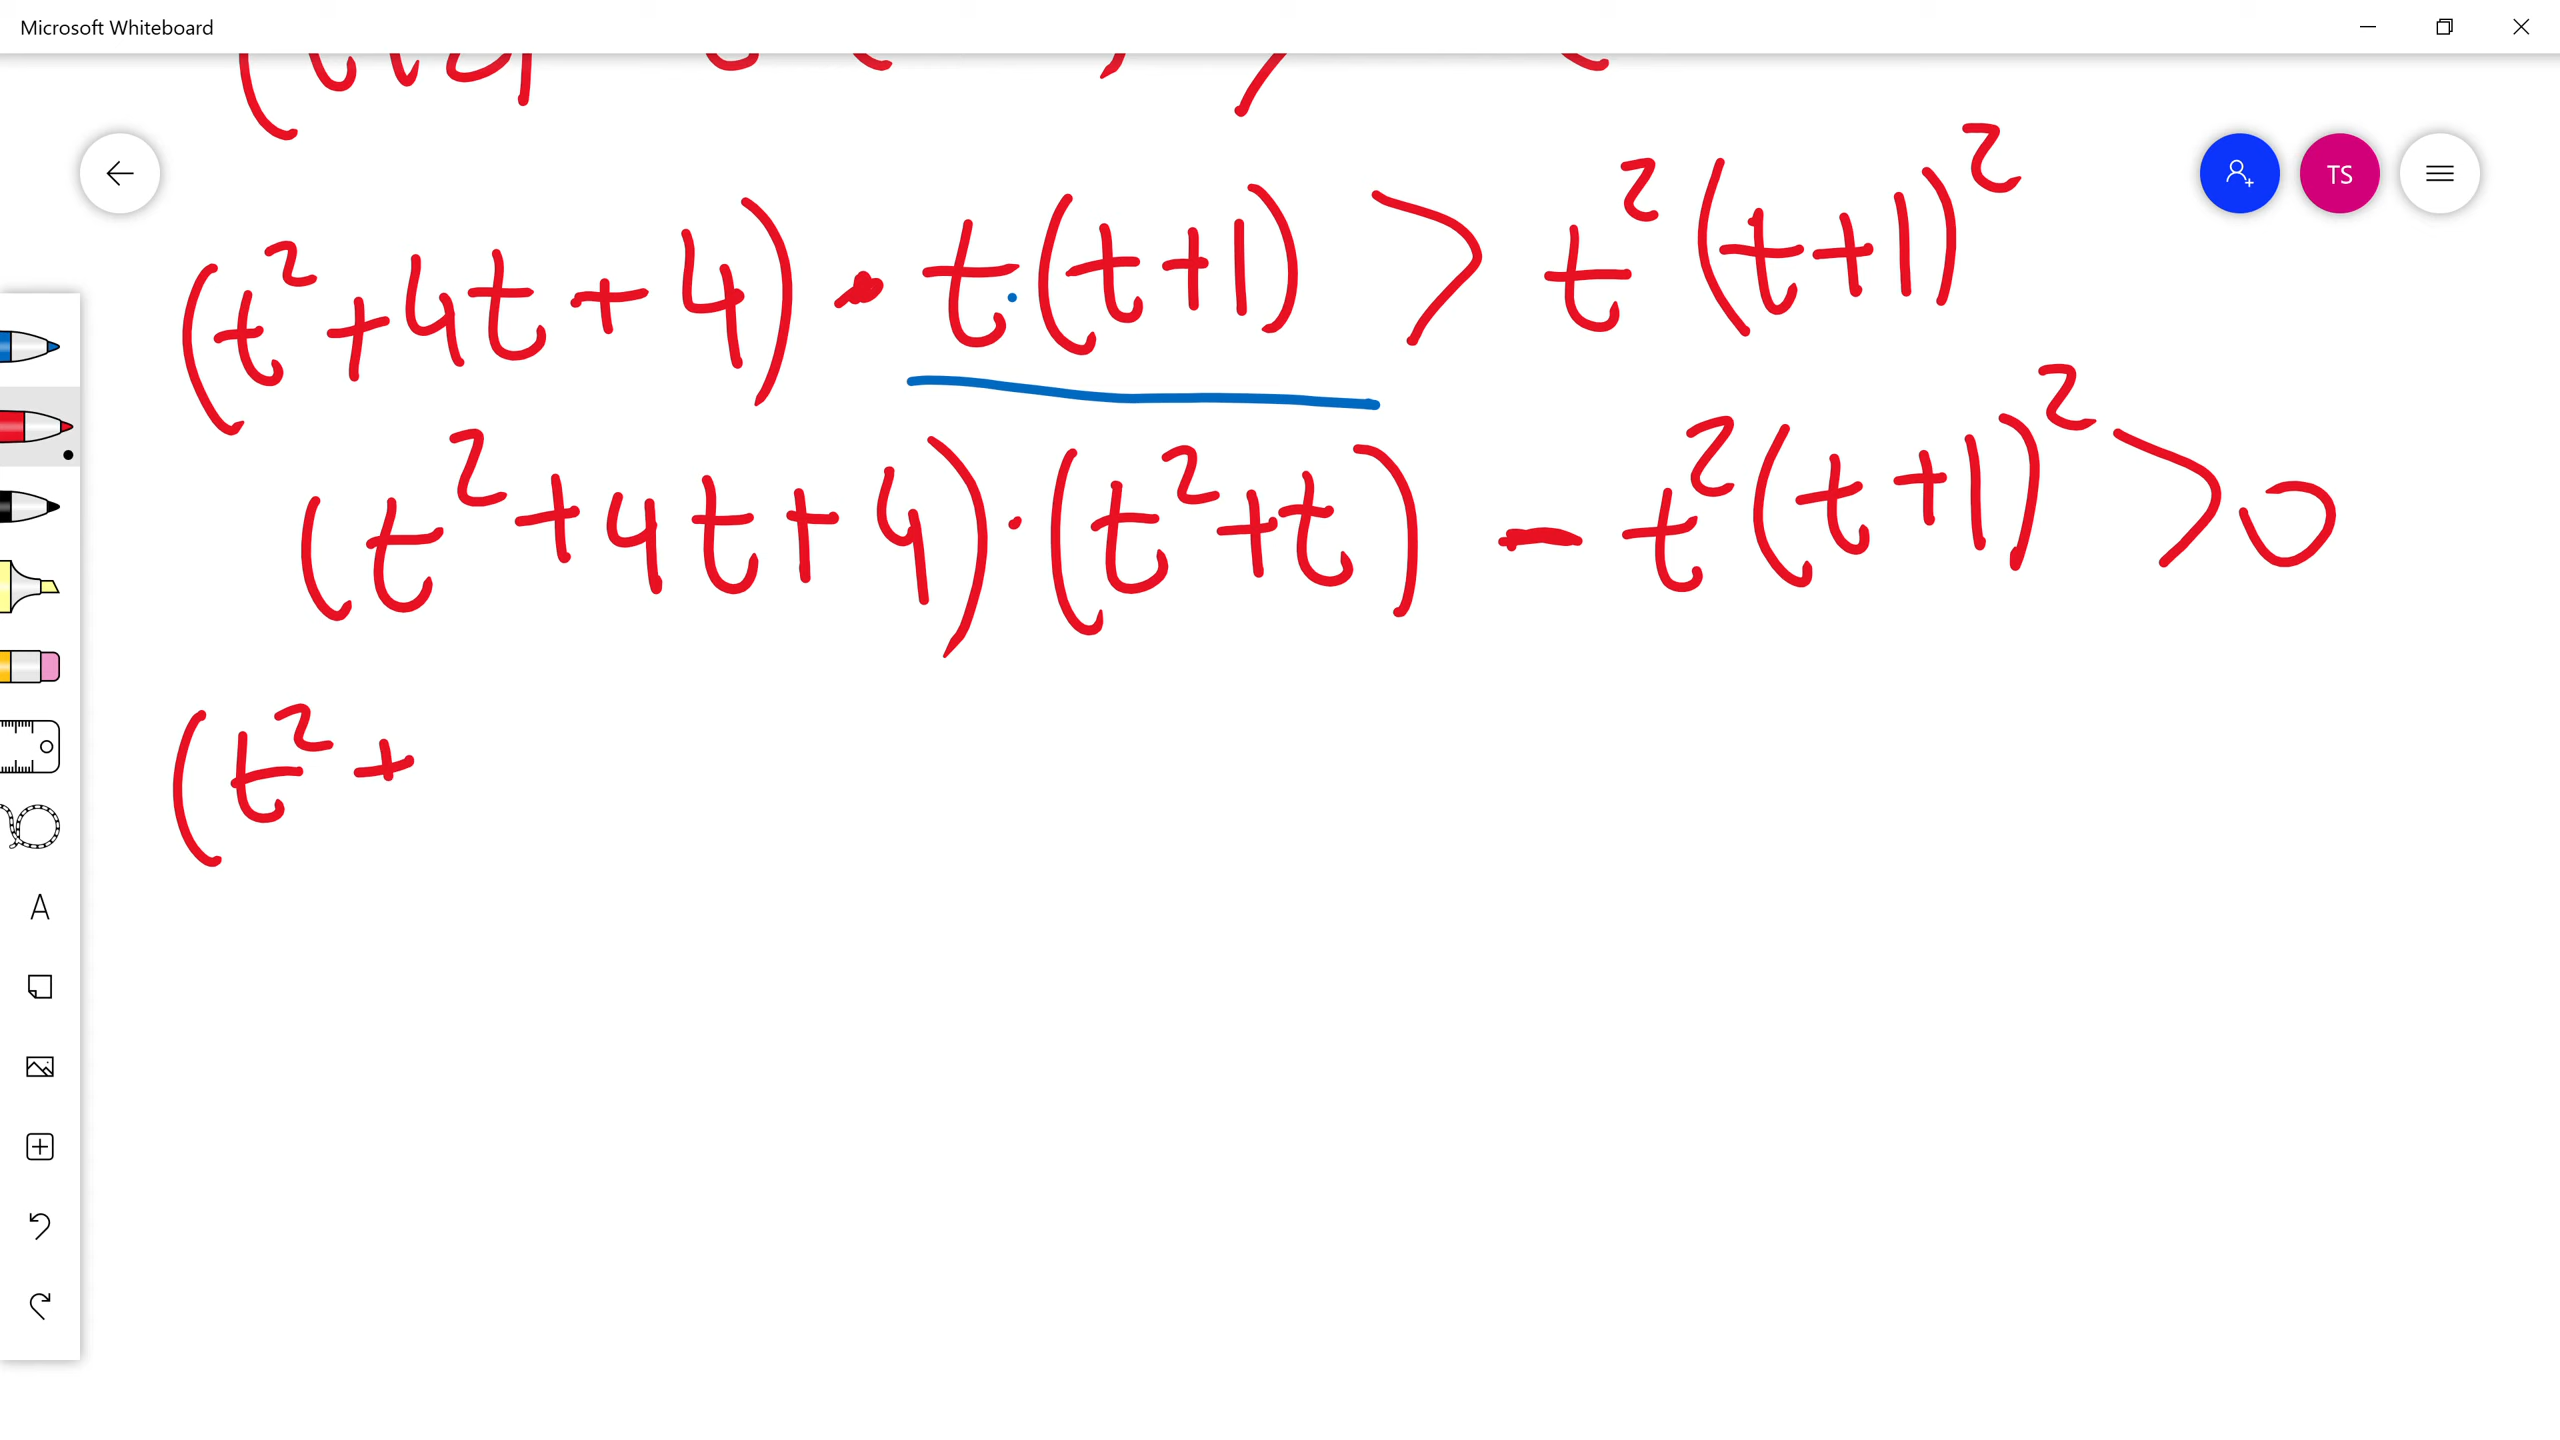 Microsoft Whiteboard
TS
(t²+4t+4)·t·(t+1)>t²(t+1)²
(t²+4t+4)·(t²+t)-t²(t+1)²>0
(t²+
A